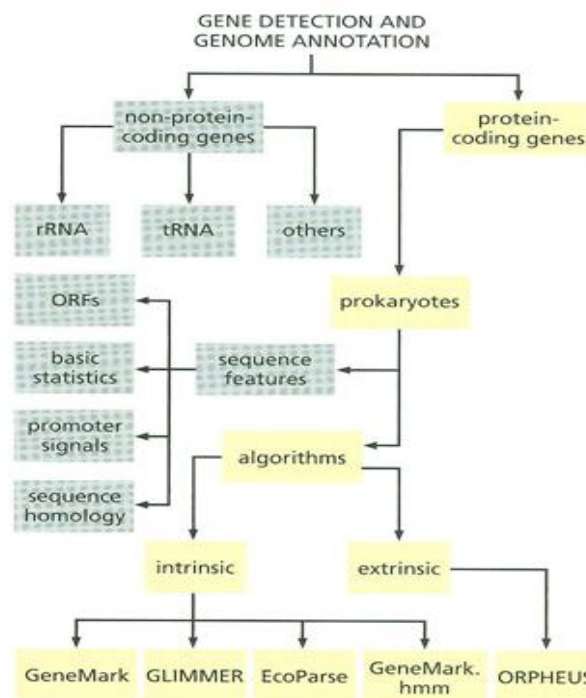 GENE DETECTION AND
GENOME ANNOTATION
non-protein-
coding genes
protein-
coding genes
rRNA
tRNA
others
prokaryotes
ORFs
basic
statistics
sequence
features
promoter
signals
algorithms
sequence
homology
intrinsic
extrinsic
GeneMark
GLIMMER
EcoParse
GeneMark.
hmm
ORPHEUs